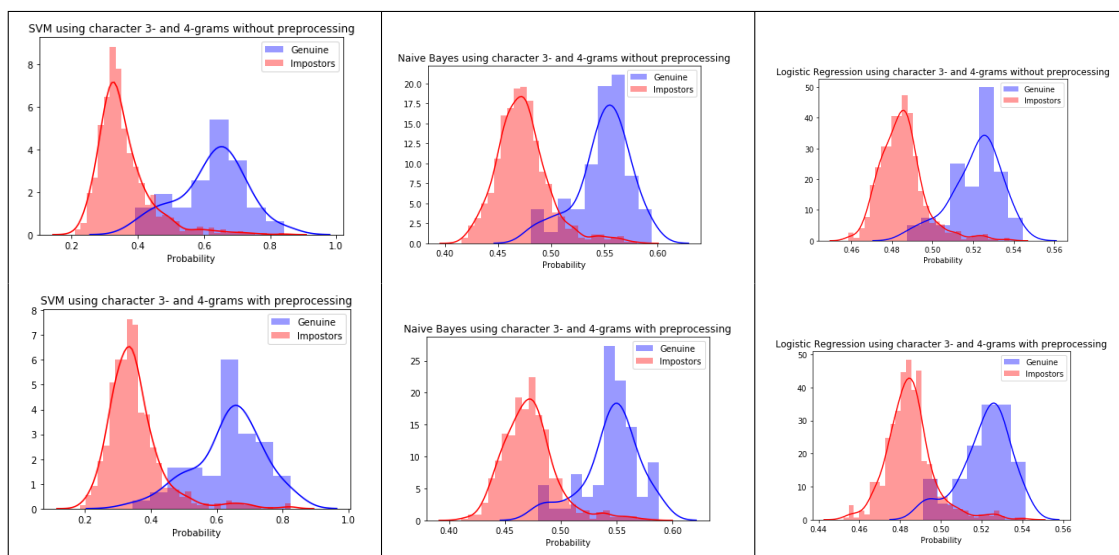 SVM using character 3- and 4-grams without preprocessing
Genuine
Impostors
8
6
4
2
0
0.2 0.4 0.6 0.8 1.0
Probability
Naive Bayes using character 3- and 4-grams without preprocessing
Genuine
Impostors
20.0
17.5
15.0
12.5
10.0
7.5
5.0
2.5
0.0
0.40 0.45 0.50 0.55 0.60
Probability
Logistic Regression using character 3- and 4-grams without preprocessing
Genuine
Impostors
50
40
30
20
10
0
0.46 0.48 0.50 0.52 0.54 0.56
Probability
SVM using character 3- and 4-grams with preprocessing
Genuine
Impostors
8
7
6
5
4
3
2
1
0
0.2 0.4 0.6 0.8 1.0
Probability
Naive Bayes using character 3- and 4-grams with preprocessing
Genuine
Impostors
25
20
15
10
5
0
0.40 0.45 0.50 0.55 0.60
Probability
Logistic Regression using character 3- and 4-grams with preprocessing
Genuine
Impostors
50
40
30
20
10
0
0.44 0.46 0.48 0.50 0.52 0.54 0.56
Probability